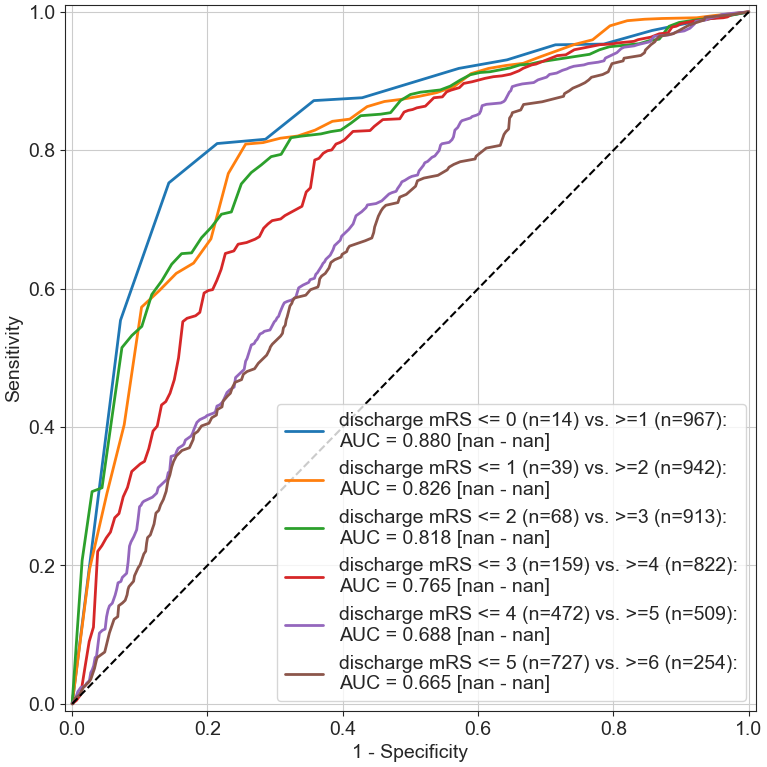 1.0
0.8
0.6
0.4
0.2
0.0
Sensitivity
discharge mRS <= 0 (n=14) vs. >=1 (n=967):
AUC = 0.880 [nan - nan]
discharge mRS <= 1 (n=39) vs. >=2 (n=942):
AUC = 0.826 [nan - nan]
discharge mRS <= 2 (n=68) vs. >=3 (n=913):
AUC = 0.818 [nan - nan]
discharge mRS <= 3 (n=159) vs. >=4 (n=822):
AUC = 0.765 [nan - nan]
discharge mRS <= 4 (n=472) vs. >=5 (n=509):
AUC = 0.688 [nan - nan]
discharge mRS <= 5 (n=727) vs. >=6 (n=254):
AUC = 0.665 [nan - nan]
0.0 0.2 0.4 0.6 0.8 1.0
1 - Specificity